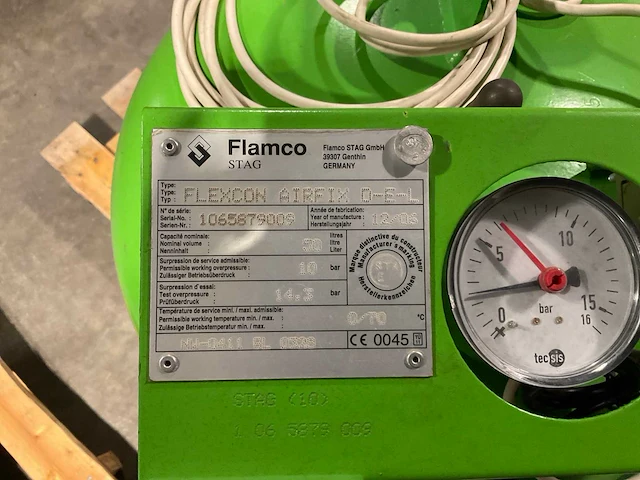 Flamco
STAG
Flamco STAG GmbH
39307 Genthin
GERMANY
Type:
Type:
Typ:
FLEXCON AIRFIX D-E-L
N° de série:
Serial-No. :
Serien-Nr. :
1065879009
Année de fabrication:
Year of manufacture :
Herstellungsjahr :
12/06
Capacité nominale:
Nominal volume :
Nenninhalt :
50
litres
litre
Liter
Surpression de service admissible:
Permissible working overpressure :
Zulässiger Betriebsüberdruck :
10 bar
Surpression d'essai:
Test overpressure :
Prüfüberdruck :
14.3 bar
Marque distinctive du constructeur
Manufacturer's marking
Herstellerkennzeichen
Température de service min. / maxi. admissible:
Permissible working temperature min. / max. :
Zulässige Betriebstemperatur min. / max. :
0/70 °C
CE 0045
STAG (10)
L 06 5879 009
0
5
10
15
16
bar
tecsis